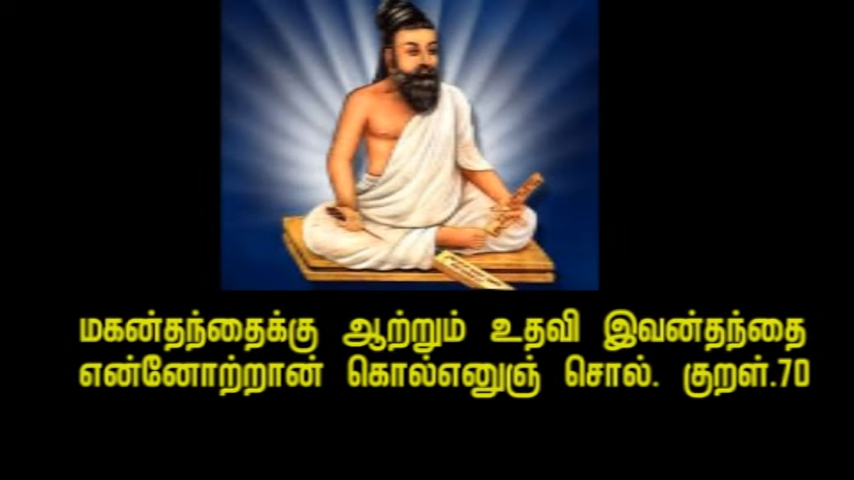 மகன்தந்தைக்கு ஆற்றும் உதவி இவன்தந்தை
என்னோற்றான் கொல்எனுஞ் சொல். குறள்.70